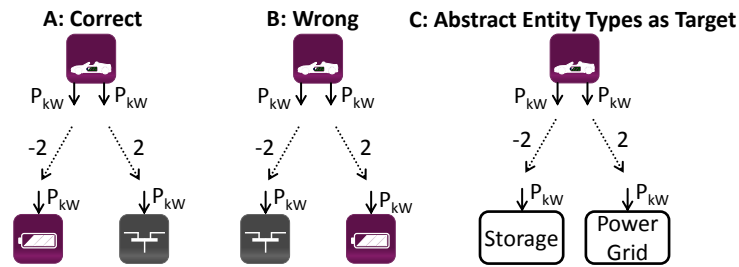 A: Correct
B: Wrong
C: Abstract Entity Types as Target
PkW PkW
PkW PkW
PkW PkW
-2 2
-2 2
-2 2
PkW PkW
PkW PkW
PkW PkW
Storage
Power
Grid